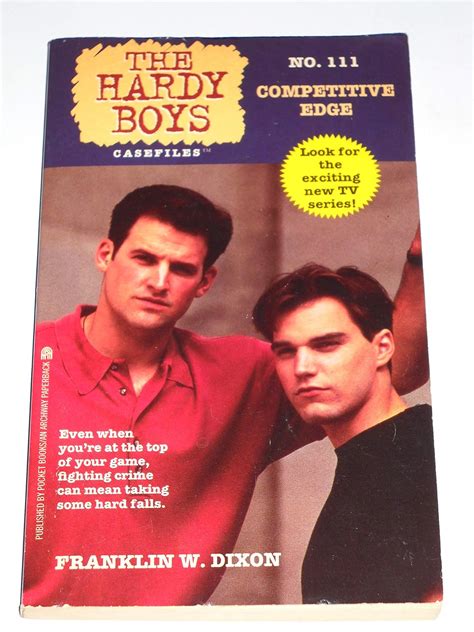 THE
HARDY
BOYS
CASEFILES™
NO. 111
COMPETITIVE
EDGE
Look for
the
exciting
new TV
series!
Even when
you're at the top
of your game,
fighting crime
can mean taking
some hard falls.
FRANKLIN W. DIXON
PUBLISHED BY POCKET BOOKS/AN ARCHWAY PAPERBACK